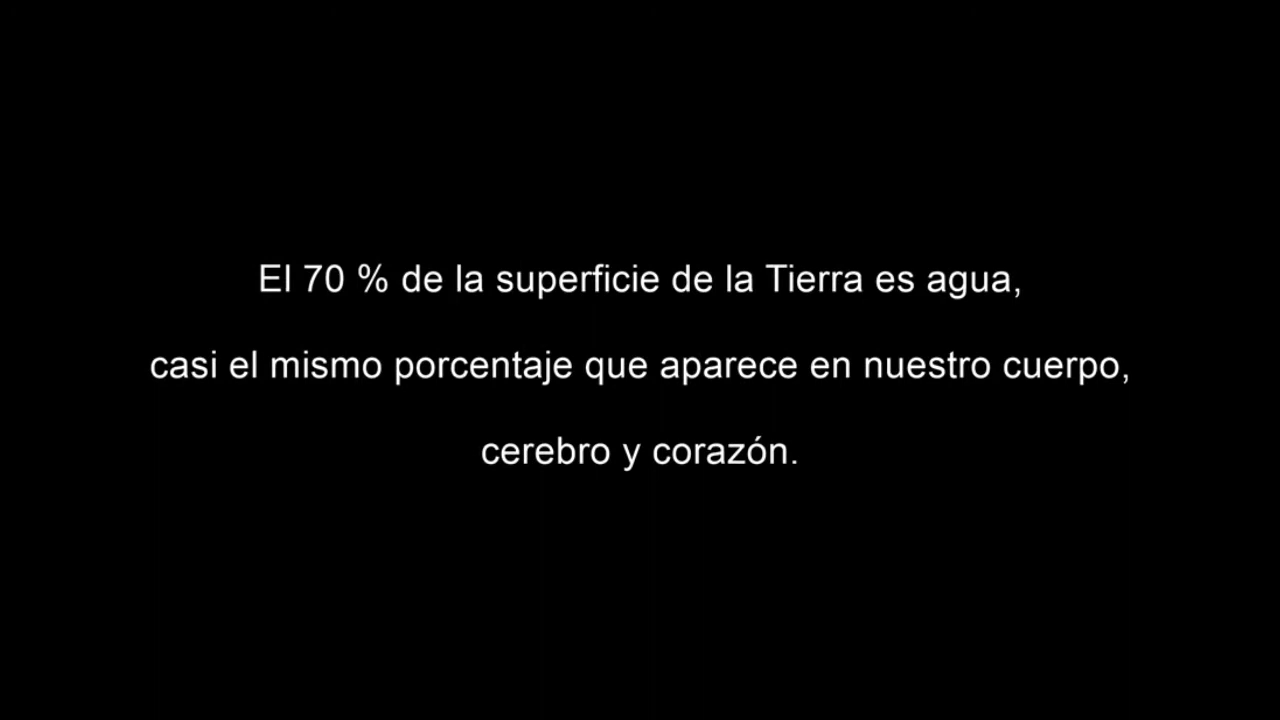 El 70 % de la superficie de la Tierra es agua,
casi el mismo porcentaje que aparece en nuestro cuerpo,
cerebro y corazón.